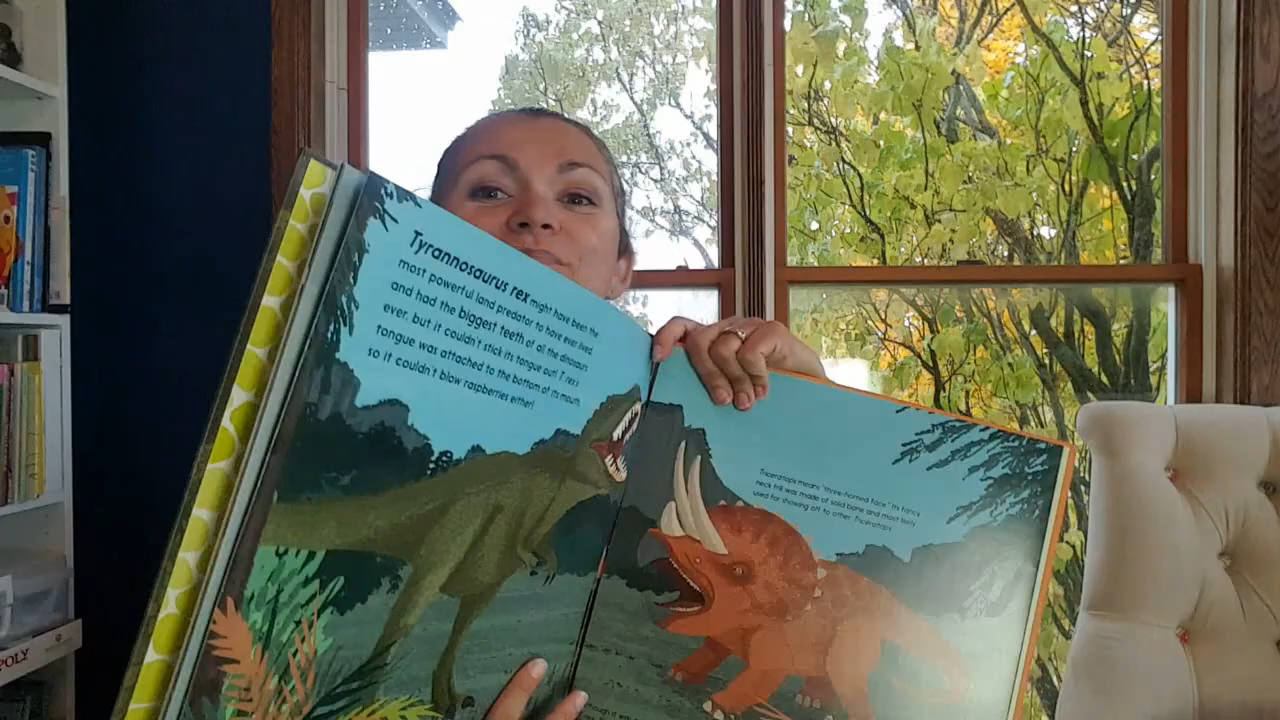 Tyrannosaurus rex might have been the
most powerful land predator to have ever lived
and had the biggest teeth of all the dinosaurs
ever, but it couldn't stick its tongue out! T. rex's
tongue was attached to the bottom of its mouth,
so it couldn't blow raspberries either!
Triceratops means "three-horned face." Its fancy
neck frill was made of solid bone and most likely
used for showing off to other Triceratops.
POLY